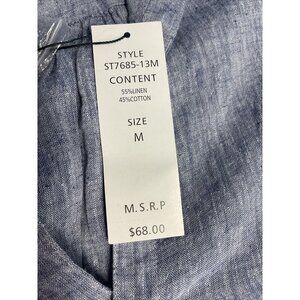 STYLE
ST7685-13M
CONTENT
55%LINEN
45%COTTON
SIZE
M
M.S.R.P
$68.00